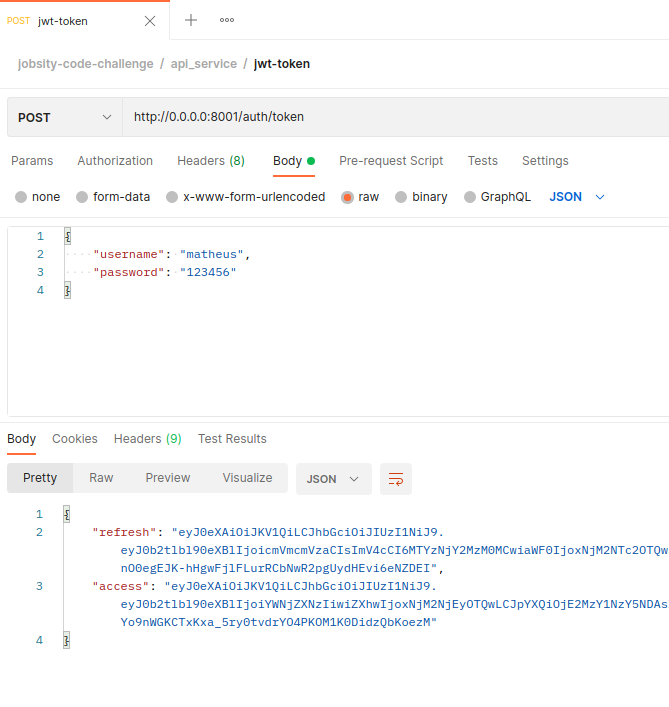 POST jwt-token
jobsity-code-challenge / api_service / jwt-token
POST http://0.0.0.0:8001/auth/token
Params Authorization Headers (8) Body Pre-request Script Tests Settings
none form-data x-www-form-urlencoded raw binary GraphQL JSON
1 {
2 "username": "matheus",
3 "password": "123456"
4 }
Body Cookies Headers (9) Test Results
Pretty Raw Preview Visualize JSON
1 {
2 "refresh": "eyJ0eXAiOiJKV1QiLCJhbGciOiJIUzI1NiJ9.
eyJ0b2tlbl90eXBlIjoicmVmcmVzaCIsImV4cCI6MTYzNjY2MzM0MCwiaWF0IjoxNjM2NTc2OTQw
nO0egEJK-hHgwFjlFLurRCbNwR2pgUydHEvi6eNZDEI",
3 "access": "eyJ0eXAiOiJKV1QiLCJhbGciOiJIUzI1NiJ9.
eyJ0b2tlbl90eXBlIjoiYWNjZXNzIiwiZXhwIjoxNjM2NjEyOTQwLCJpYXQiOjE2MzY1NzY5NDAs
Yo9nWGKCTxKxa_5ry0tvdrYO4PKOM1K0DidzQbKoezM"
4 }